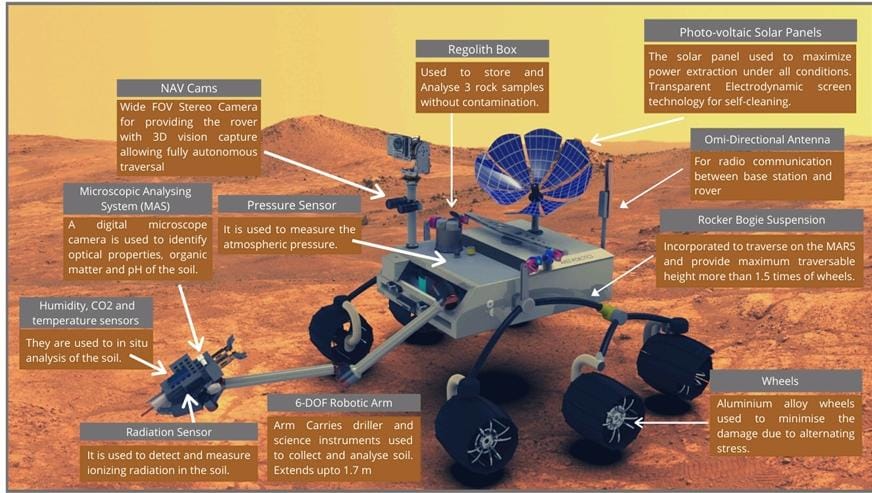 Photo-voltaic Solar Panels
The solar panel used to maximize
power extraction under all conditions.
Transparent Electrodynamic screen
technology for self-cleaning.
Regolith Box
Used to store and
Analyse 3 rock samples
without contamination.
NAV Cams
Wide FOV Stereo Camera
for providing the rover
with 3D vision capture
allowing fully autonomous
traversal
Omi-Directional Antenna
For radio communication
between base station and
rover
Microscopic Analysing
System (MAS)
A digital microscope
camera is used to identify
optical properties, organic
matter and pH of the soil.
Pressure Sensor
It is used to measure the
atmospheric pressure.
Rocker Bogie Suspension
Incorporated to traverse on the MARS
and provide maximum traversable
height more than 1.5 times of wheels.
Humidity, CO2 and
temperature sensors
They are used to in situ
analysis of the soil.
Wheels
Aluminium alloy wheels
used to minimise the
damage due to alternating
stress.
6-DOF Robotic Arm
Arm Carries driller and
science instruments used
to collect and analyse soil.
Extends upto 1.7 m
Radiation Sensor
It is used to detect and measure
ionizing radiation in the soil.